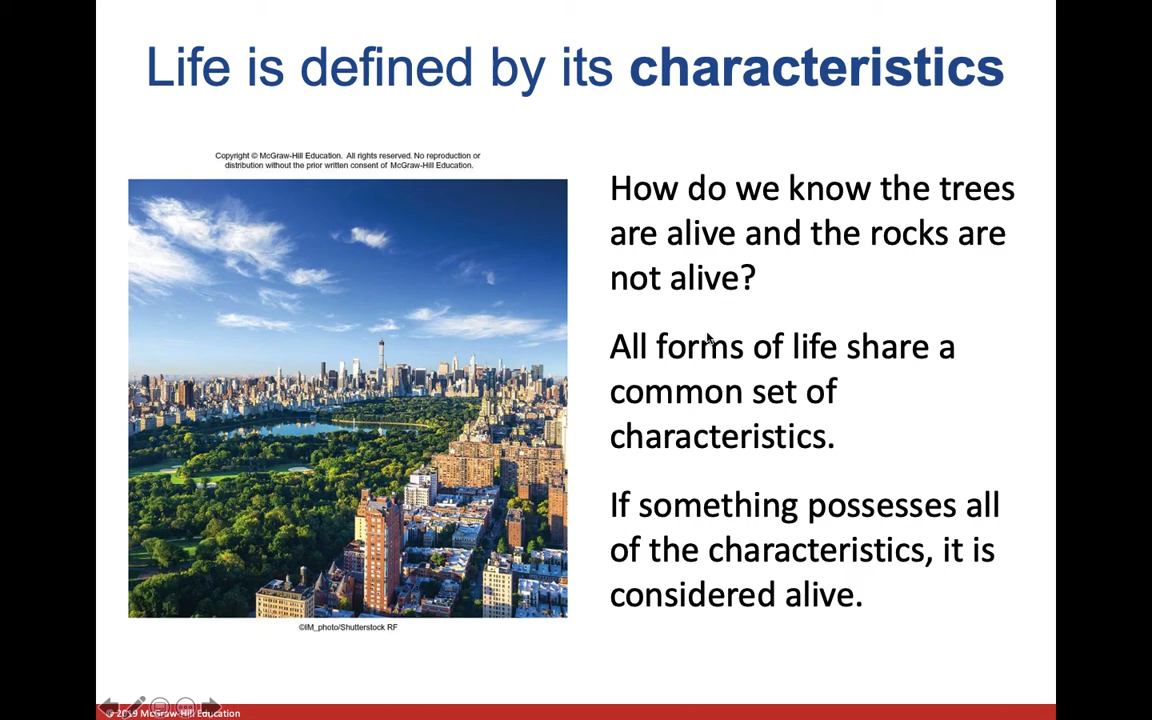 Life is defined by its characteristics
Copyright © McGraw-Hill Education. All rights reserved. No reproduction or
distribution without the prior written consent of McGraw-Hill Education.
How do we know the trees
are alive and the rocks are
not alive?
All forms of life share a
common set of
characteristics.
If something possesses all
of the characteristics, it is
considered alive.
©IM_photo/Shutterstock RF
© 2019 McGraw-Hill Education